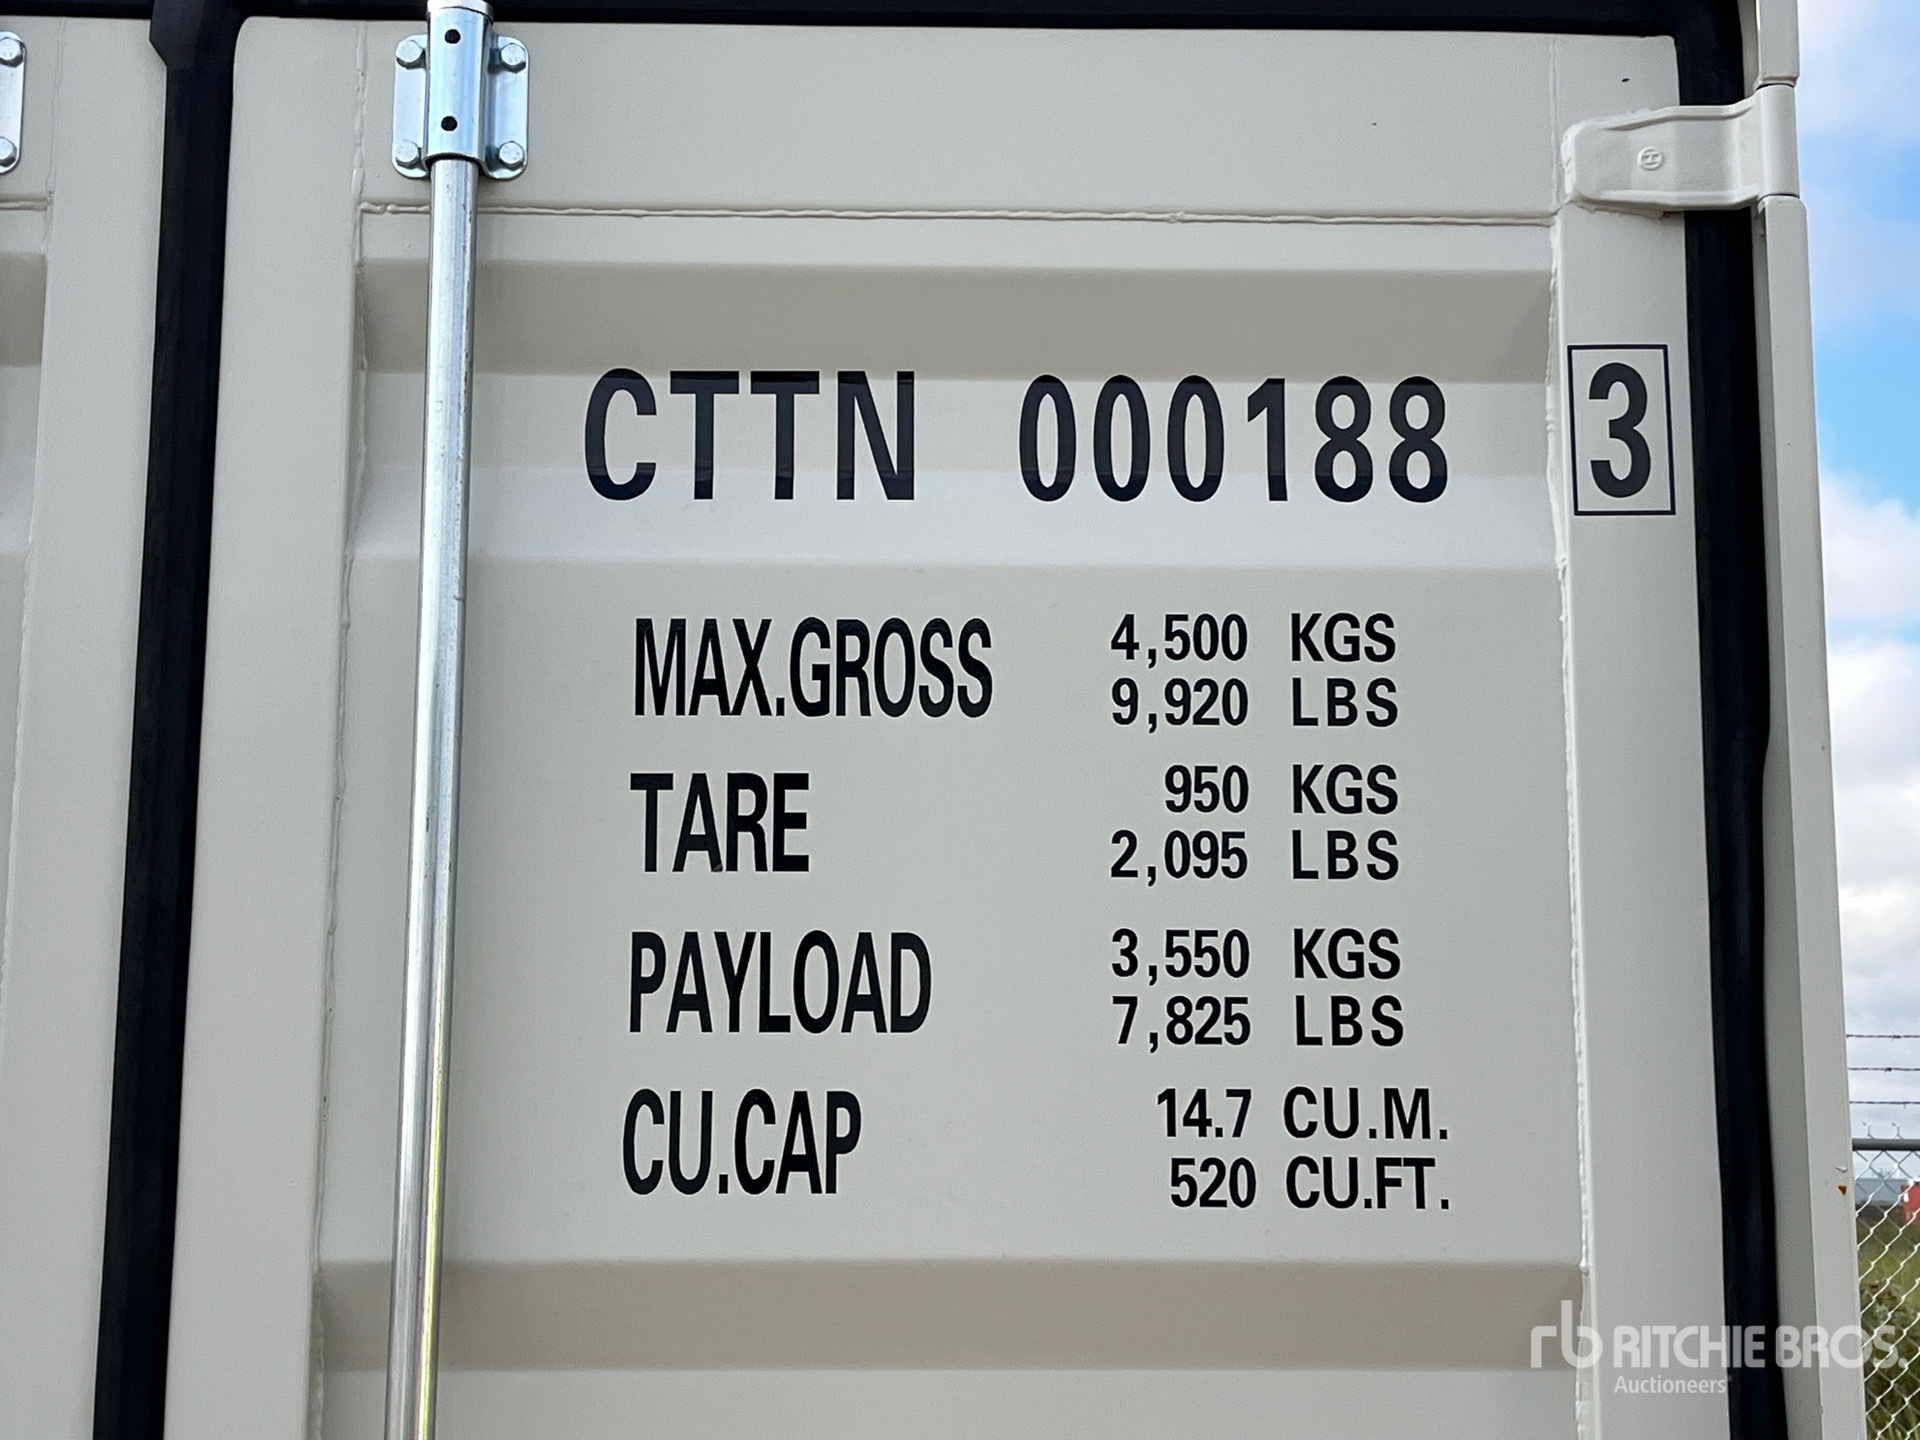 CTTN 000188 3
MAX.GROSS 4,500 KGS
9,920 LBS
TARE 950 KGS
2,095 LBS
PAYLOAD 3,550 KGS
7,825 LBS
CU.CAP 14.7 CU.M.
520 CU.FT.
rb RITCHIE BROS.
Auctioneers